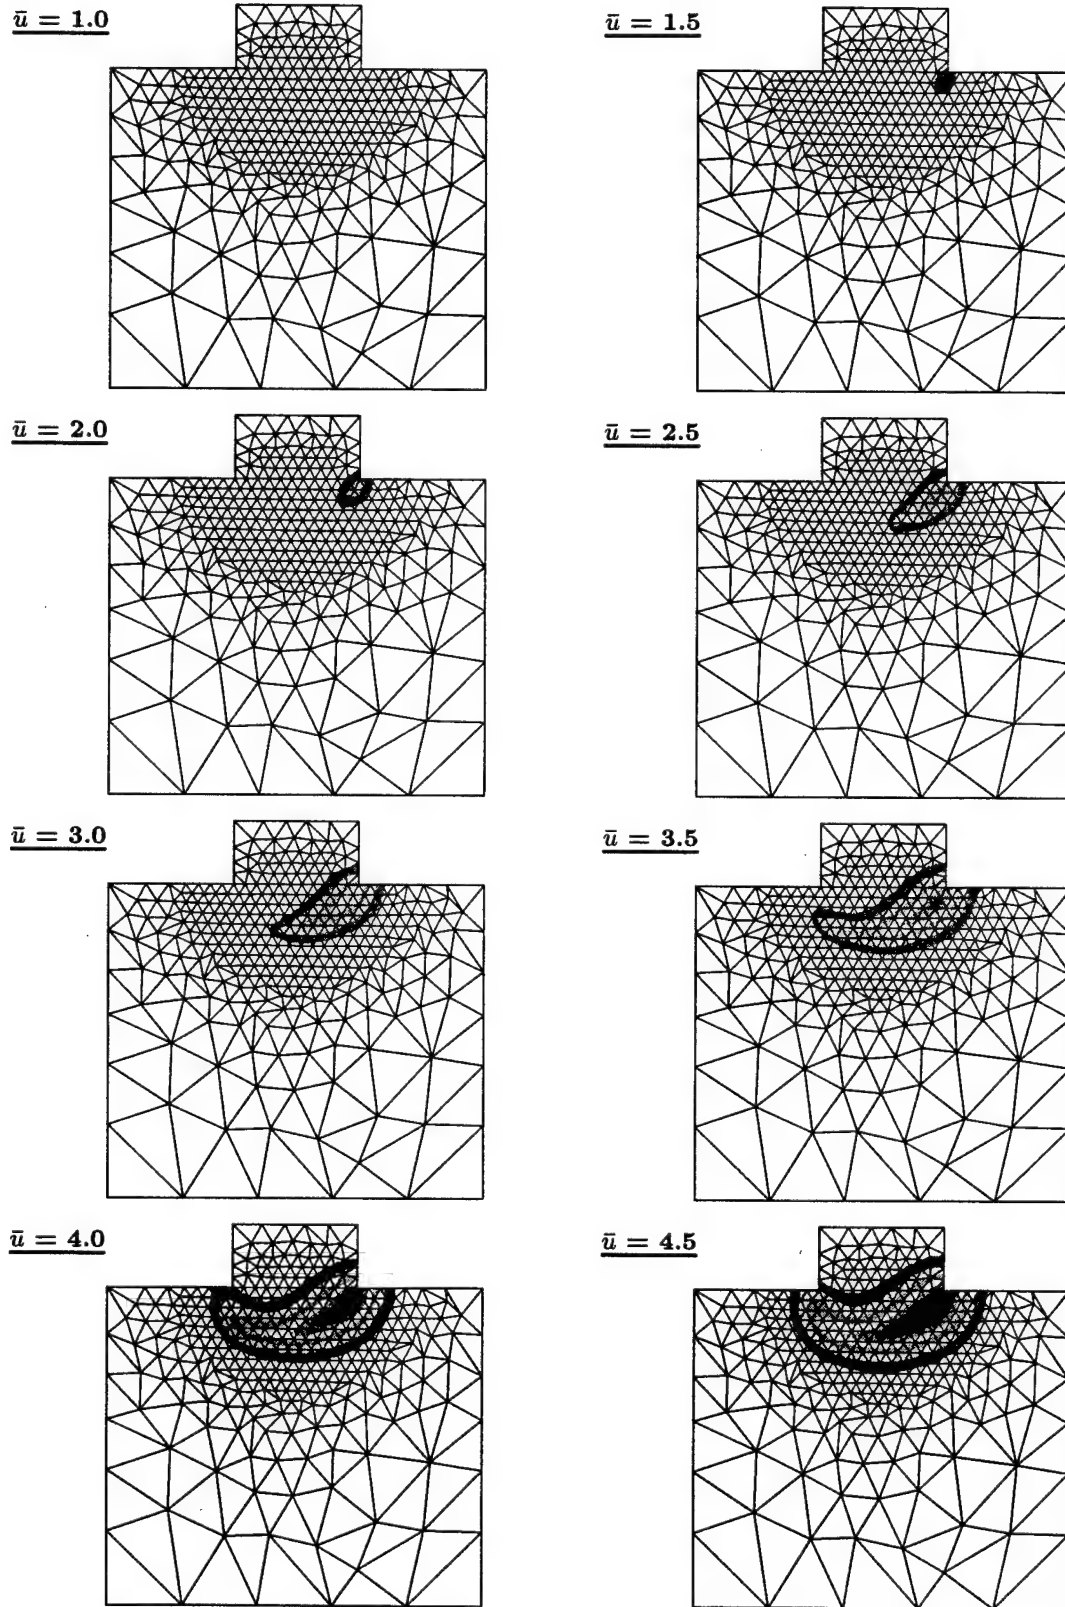 ū = 1.0
ū = 1.5
ū = 2.0
ū = 2.5
ū = 3.0
ū = 3.5
ū = 4.0
ū = 4.5